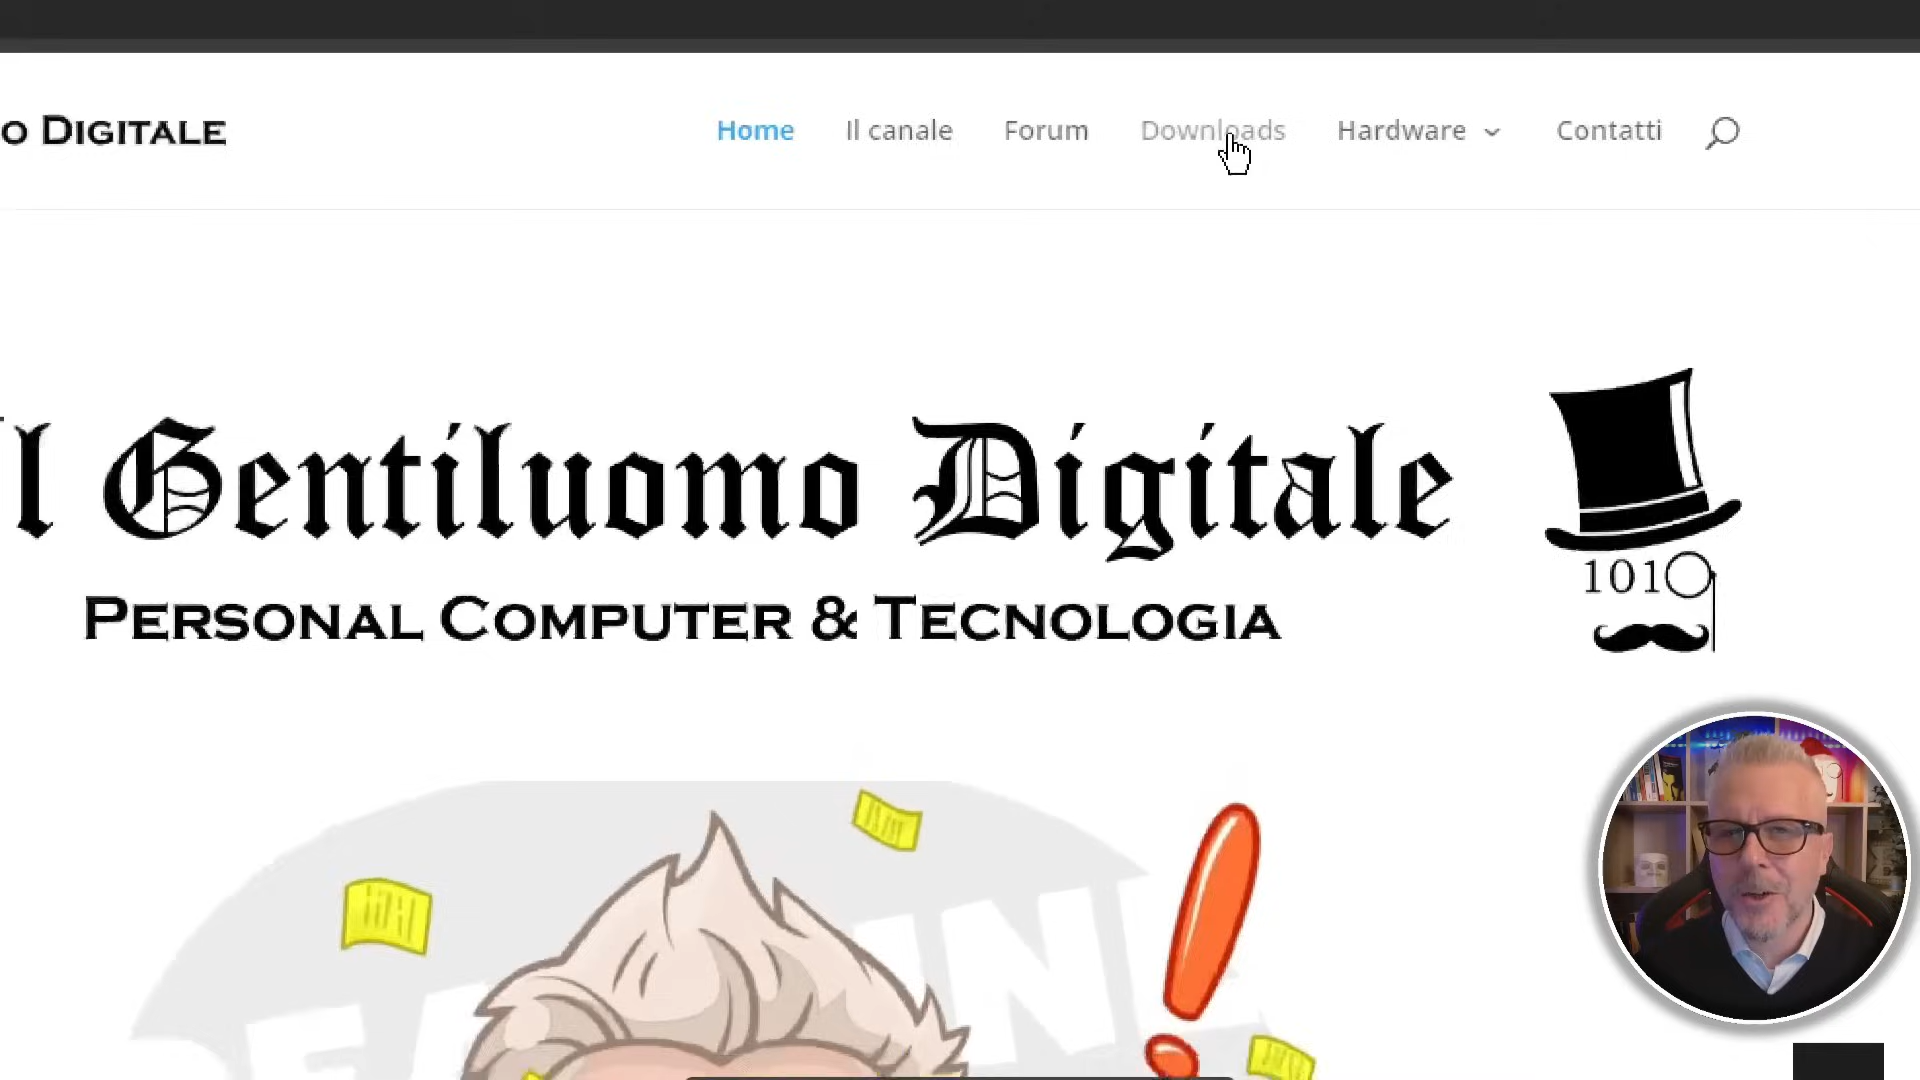 o Digitale
Home Il canale Forum Downloads Hardware Contatti
l Gentiluomo Digitale
1010
Personal Computer & Tecnologia